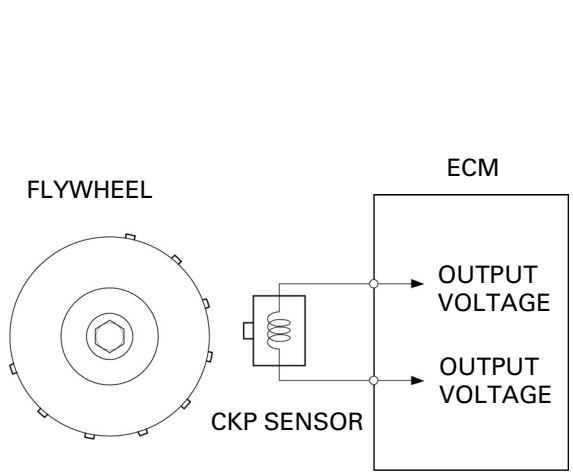 ECM
FLYWHEEL
OUTPUT
VOLTAGE
OUTPUT
VOLTAGE
CKP SENSOR